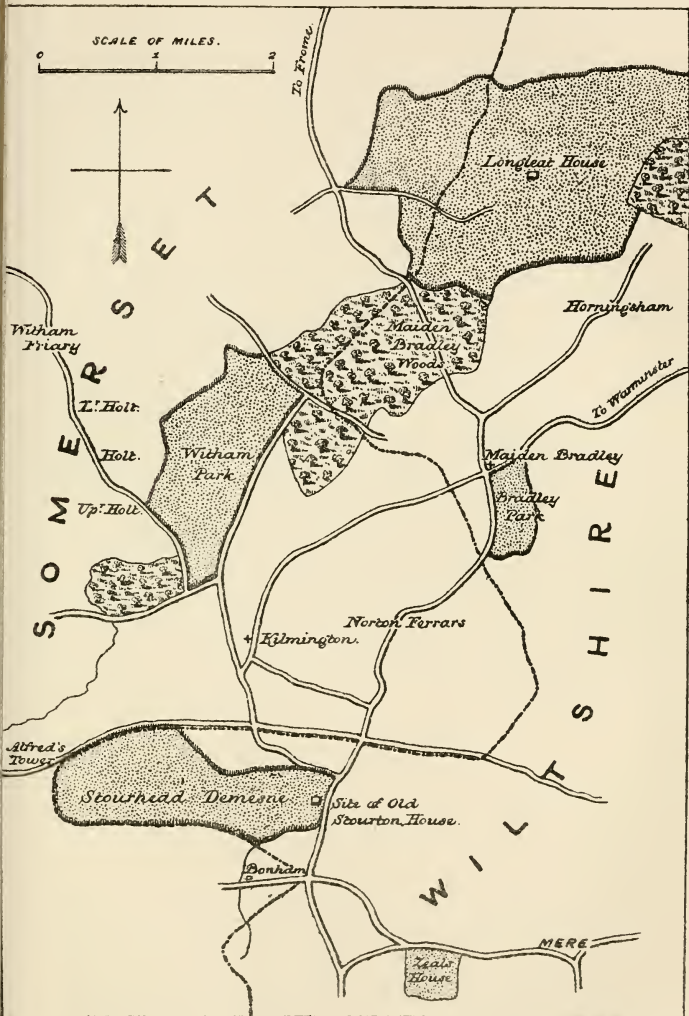 SCALE OF MILES.
0 1 2
To Frome.
Longleat House
SOMERSET
Horningsham
Witham
Friary
Maiden
Bradley
Woods
To Warminster
Lr. Holt.
Holt.
Witham
Park
Maiden Bradley
Bradley
Park
Upr. Holt.
Norton Ferrars
Kilmington.
WILTSHIRE
Alfred's
Tower
Stourhead Demesne
Site of Old
Stourton House.
Bonham
MERE
Zeals
House